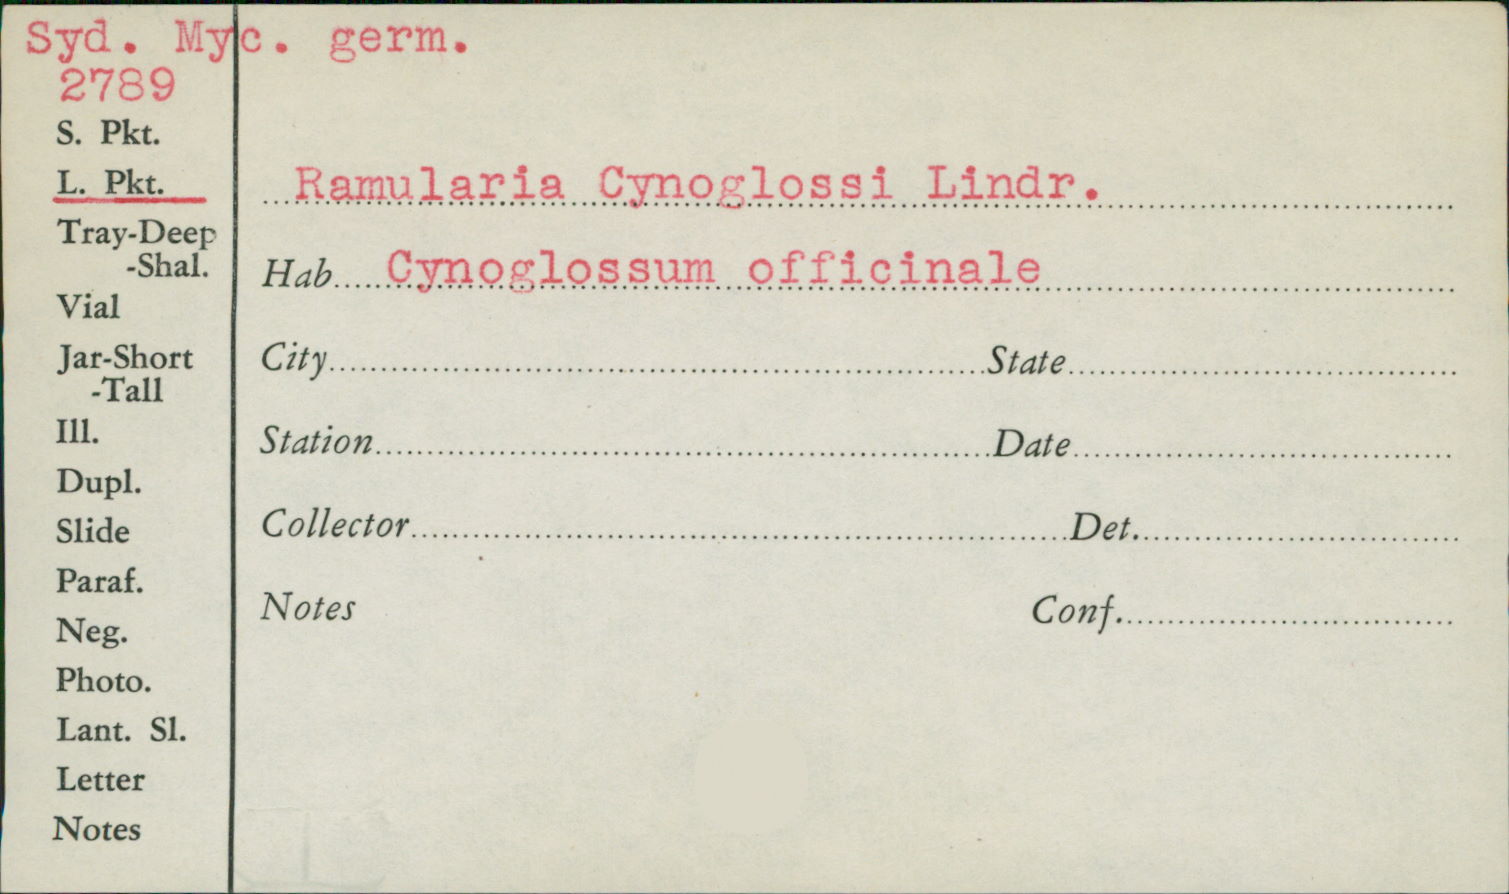 Syd. Myc. germ.
2789
S. Pkt.
L. Pkt.
Tray-Deep
-Shal.
Vial
Jar-Short
-Tall
Ill.
Dupl.
Slide
Paraf.
Neg.
Photo.
Lant. Sl.
Letter
Notes
Ramularia Cynoglossi Lindr.
Hab. Cynoglossum officinale
City State
Station Date
Collector Det.
Notes Conf.